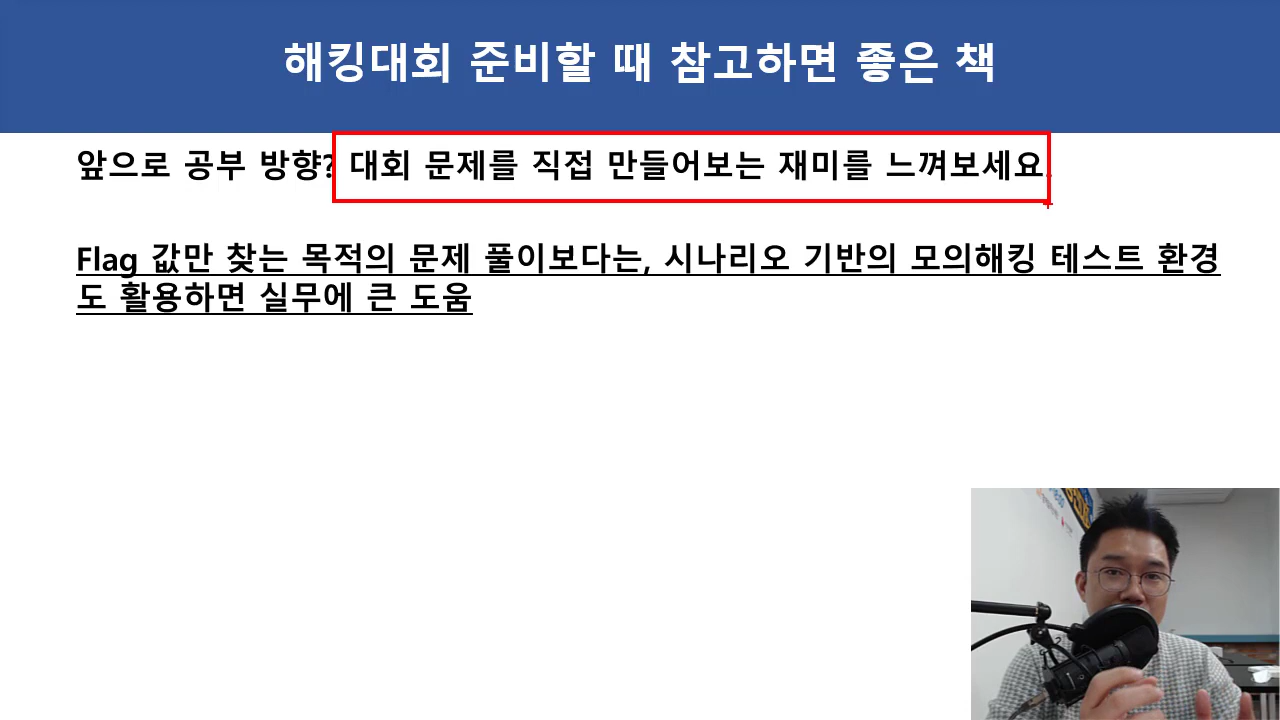 해킹대회 준비할 때 참고하면 좋은 책
앞으로 공부 방향? 대회 문제를 직접 만들어보는 재미를 느껴보세요.
Flag 값만 찾는 목적의 문제 풀이보다는, 시나리오 기반의 모의해킹 테스트 환경
도 활용하면 실무에 큰 도움